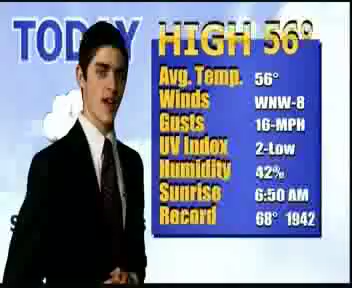 TODAY HIGH 56°
Avg. Temp. 56°
Winds WNW-8
Gusts 16-MPH
UV Index 2-Low
Humidity 42%
Sunrise 6:50 AM
Record 68° 1942